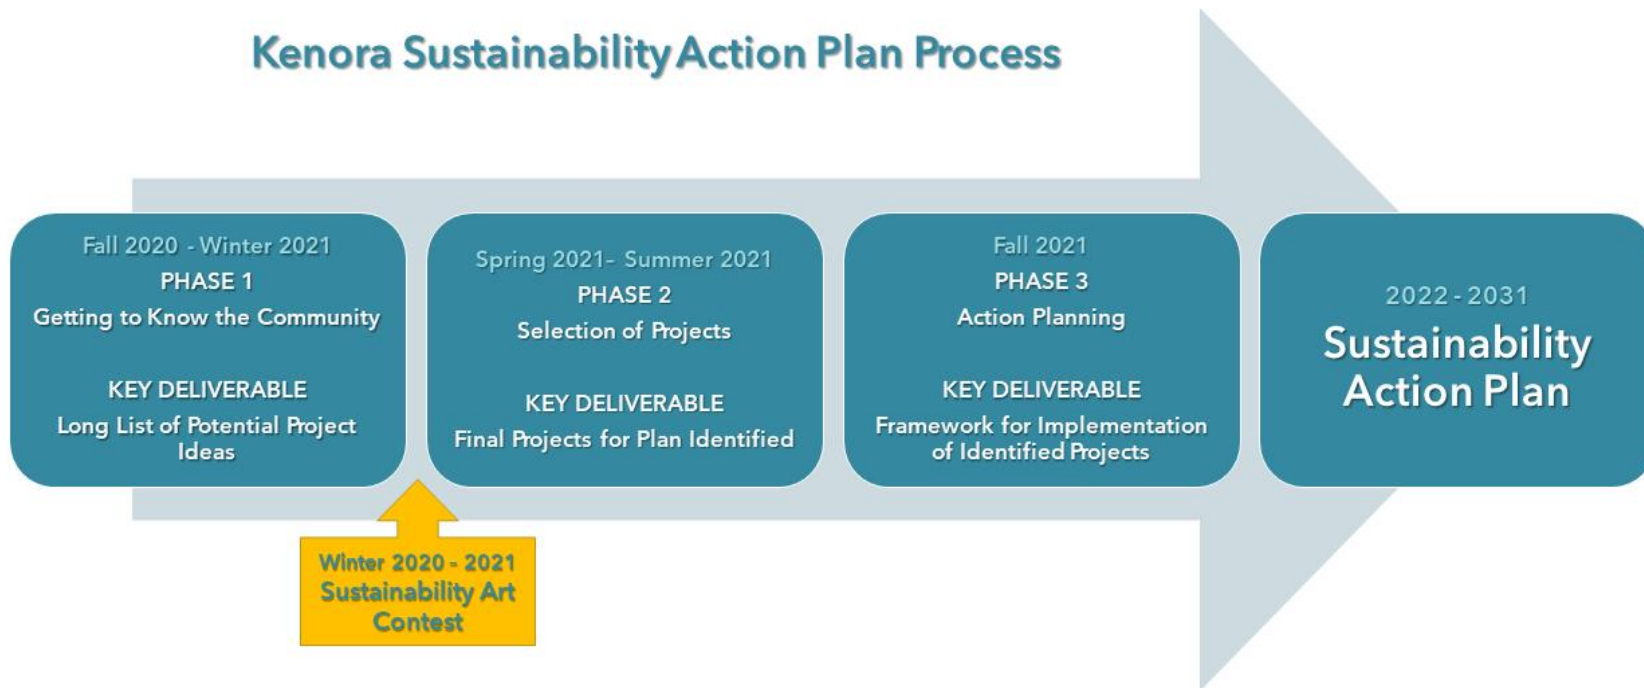 Kenora Sustainability Action Plan Process
Fall 2020 - Winter 2021
PHASE 1
Getting to Know the Community
KEY DELIVERABLE
Long List of Potential Project
Ideas
Spring 2021– Summer 2021
PHASE 2
Selection of Projects
KEY DELIVERABLE
Final Projects for Plan Identified
Fall 2021
PHASE 3
Action Planning
KEY DELIVERABLE
Framework for Implementation
of Identified Projects
2022 - 2031
Sustainability
Action Plan
Winter 2020 - 2021
Sustainability Art
Contest